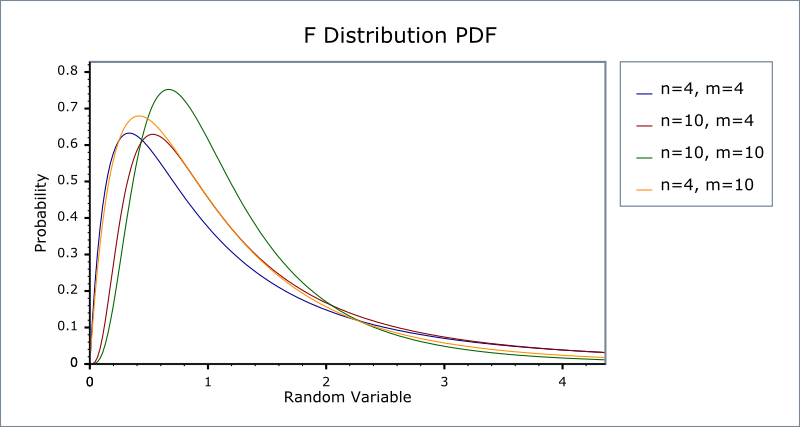 F Distribution PDF
0.8
0.7
0.6
0.5
0.4
0.3
0.2
0.1
0
Probability
0 1 2 3 4
Random Variable
n=4, m=4
n=10, m=4
n=10, m=10
n=4, m=10